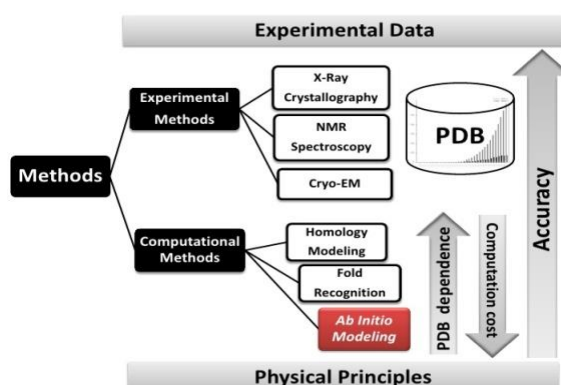 Experimental Data
X-Ray
Crystallography
Experimental
Methods
NMR
Spectroscopy
PDB
Cryo-EM
Methods
Homology
Modeling
Computational
Methods
Fold
Recognition
Ab Initio
Modeling
PDB dependence
Computation cost
Accuracy
Physical Principles